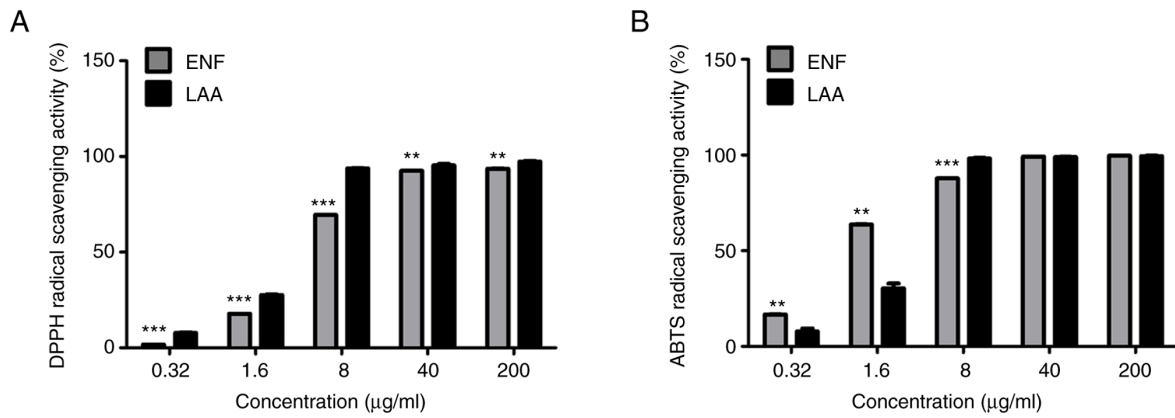 A
DPPH radical scavenging activity (%)
150
100
50
0
ENF
LAA
***
***
***
**
**
0.32 1.6 8 40 200
Concentration (µg/ml)
B
ABTS radical scavenging activity (%)
150
100
50
0
ENF
LAA
**
**
***
0.32 1.6 8 40 200
Concentration (µg/ml)